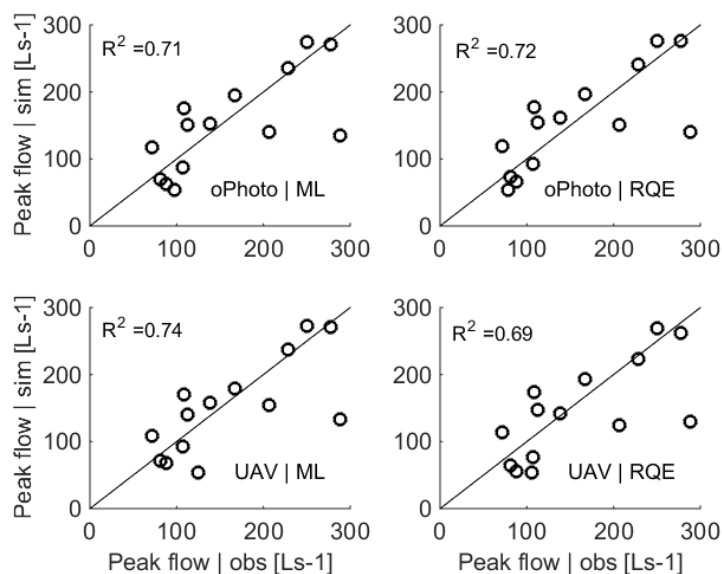 Peak flow | sim [Ls-1]
300
200
100
0
R² =0.71
oPhoto | ML
0 100 200 300
300
200
100
0
R² =0.72
oPhoto | RQE
0 100 200 300
Peak flow | sim [Ls-1]
300
200
100
0
R² =0.74
UAV | ML
0 100 200 300
Peak flow | obs [Ls-1]
300
200
100
0
R² =0.69
UAV | RQE
0 100 200 300
Peak flow | obs [Ls-1]